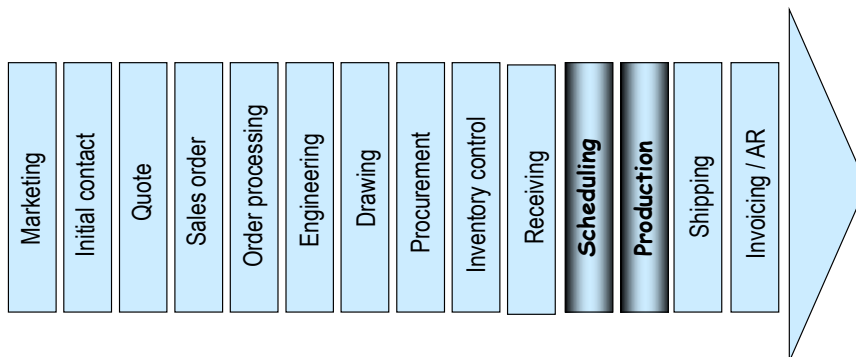 Marketing
Initial contact
Quote
Sales order
Order processing
Engineering
Drawing
Procurement
Inventory control
Receiving
Scheduling
Production
Shipping
Invoicing / AR